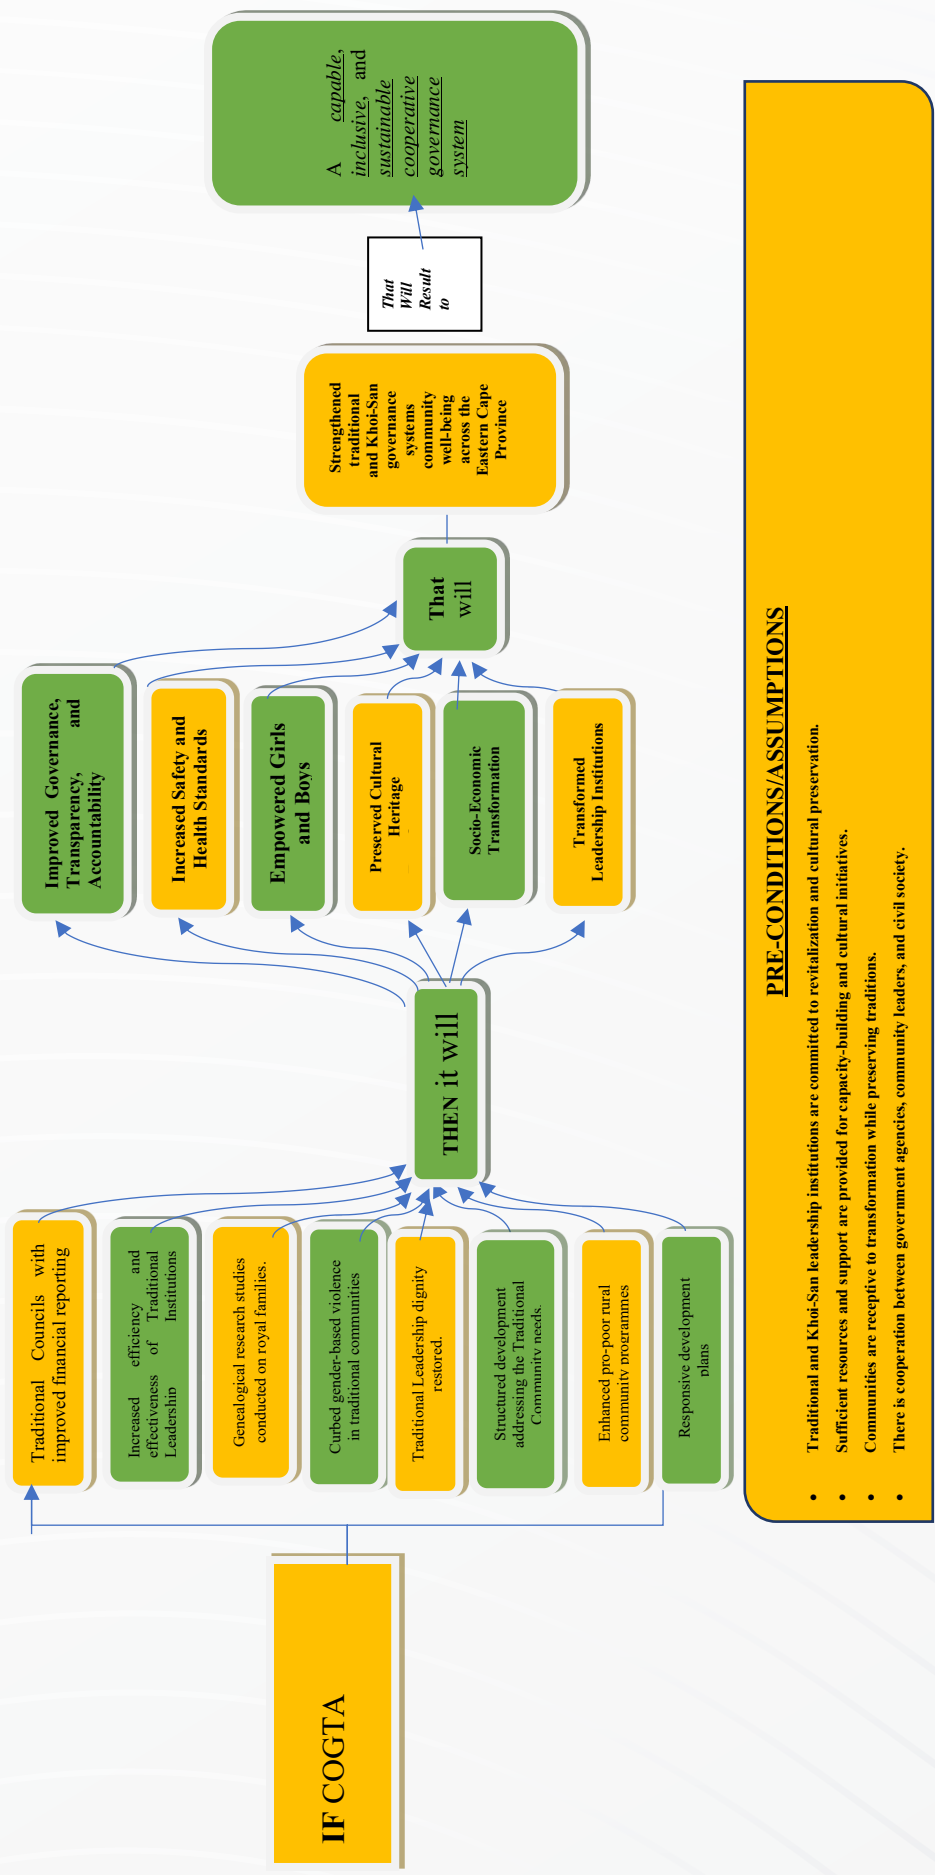 IF COGTA
Traditional Councils with
improved financial reporting
Increased efficiency and
effectiveness of Traditional
Leadership Institutions
Genealogical research studies
conducted on royal families.
Curbed gender-based violence
in traditional communities
Traditional Leadership dignity
restored.
Structured development
addressing the Traditional
Community needs.
Enhanced pro-poor rural
community programmes
Responsive development
plans
THEN it will
Improved Governance,
Transparency, and
Accountability
Increased Safety and
Health Standards
Empowered Girls
and Boys
Preserved Cultural
Heritage
Socio-Economic
Transformation
Transformed
Leadership Institutions
That
will
Strengthened
traditional
and Khoi-San
governance
systems
community
well-being
across the
Eastern Cape
Province
That
Will
Result
to
A capable,
inclusive, and
sustainable
cooperative
governance
system
PRE-CONDITIONS/ASSUMPTIONS
• Traditional and Khoi-San leadership institutions are committed to revitalization and cultural preservation.
• Sufficient resources and support are provided for capacity-building and cultural initiatives.
• Communities are receptive to transformation while preserving traditions.
• There is cooperation between government agencies, community leaders, and civil society.